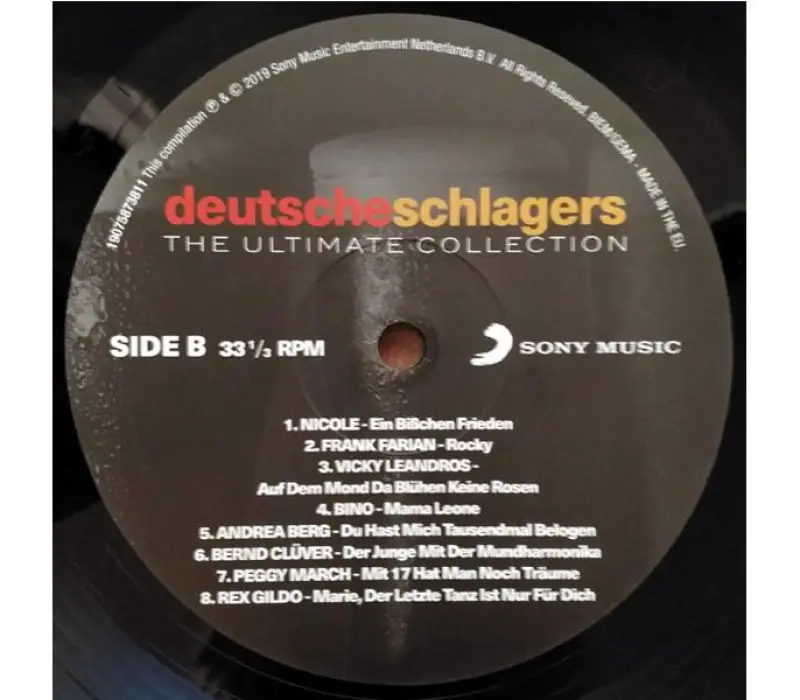 19075873811 This compilation ℗ & © 2019 Sony Music Entertainment Netherlands B.V. All Rights Reserved. BIEM/GEMA - MADE IN THE EU.
deutscheschlagers
THE ULTIMATE COLLECTION
SIDE B 33 1/3 RPM
SONY MUSIC
1. NICOLE - Ein Bißchen Frieden
2. FRANK FARIAN - Rocky
3. VICKY LEANDROS -
Auf Dem Mond Da Blühen Keine Rosen
4. BINO - Mama Leone
5. ANDREA BERG - Du Hast Mich Tausendmal Belogen
6. BERND CLÜVER - Der Junge Mit Der Mundharmonika
7. PEGGY MARCH - Mit 17 Hat Man Noch Träume
8. REX GILDO - Marie, Der Letzte Tanz Ist Nur Für Dich